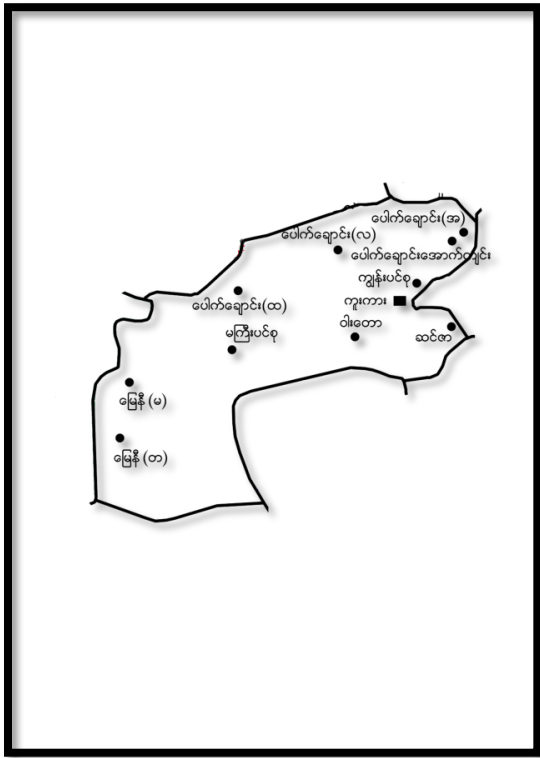 ပေါက်ချောင်း(အ)
ပေါက်ချောင်း(လ)
ပေါက်ချောင်းအောက်ကျင်း
ကျွန်းပင်စု
ကူးကား
ပေါက်ချောင်း(ထ)
ဝါးတော
မကြီးပင်စု
ဆင်ဇာ
မြေနီ(မ)
မြေနီ(တ)